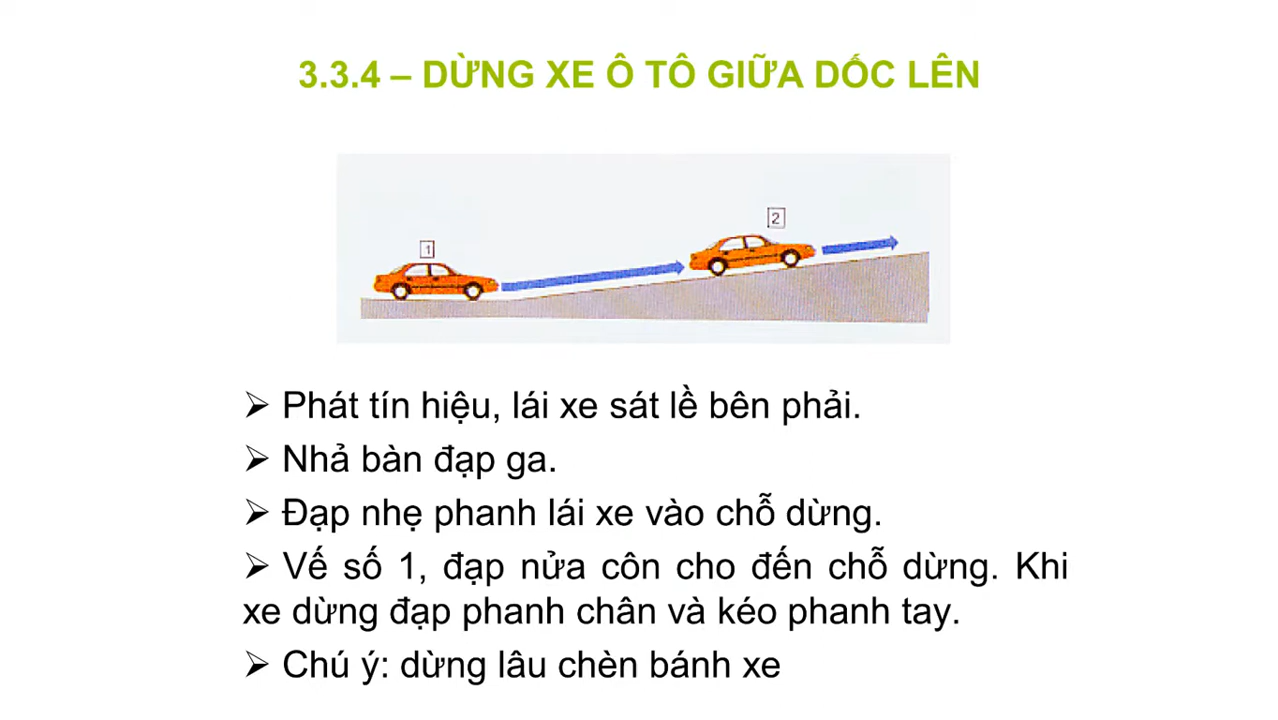 3.3.4 – DỪNG XE Ô TÔ GIỮA DỐC LÊN
2
1
➢ Phát tín hiệu, lái xe sát lề bên phải.
➢ Nhả bàn đạp ga.
➢ Đạp nhẹ phanh lái xe vào chỗ dừng.
➢ Vế số 1, đạp nửa côn cho đến chỗ dừng. Khi
xe dừng đạp phanh chân và kéo phanh tay.
➢ Chú ý: dừng lâu chèn bánh xe